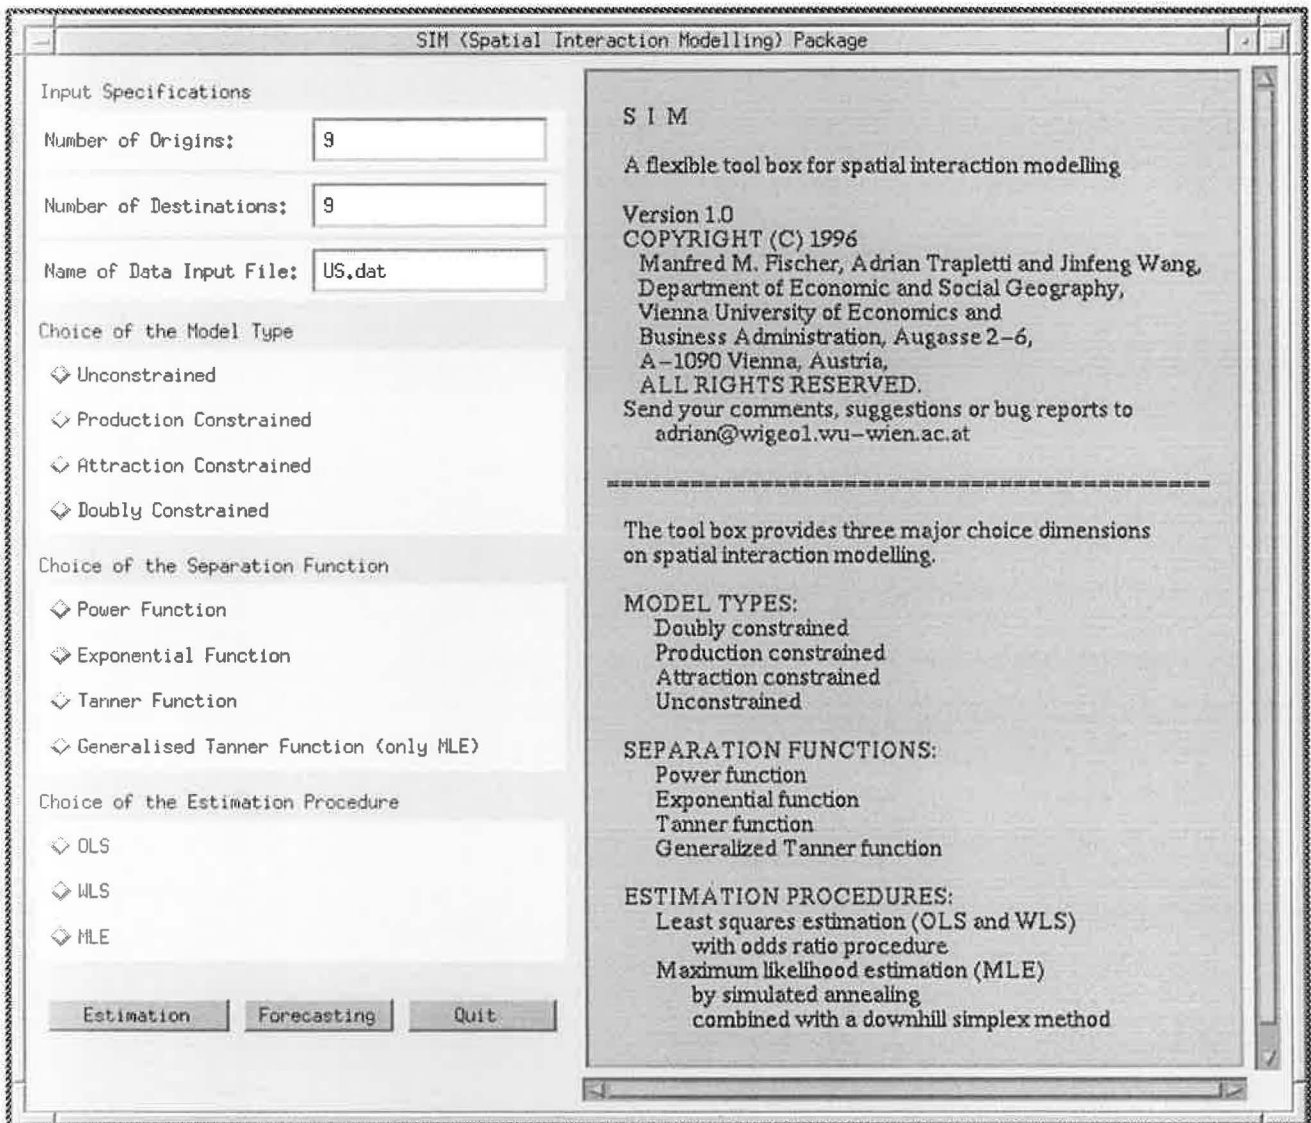 SIM (Spatial Interaction Modelling) Package
Input Specifications
Number of Origins: 9
Number of Destinations: 9
Name of Data Input File: US.dat
Choice of the Model Type
Unconstrained
Production Constrained
Attraction Constrained
Doubly Constrained
Choice of the Separation Function
Power Function
Exponential Function
Tanner Function
Generalised Tanner Function (only MLE)
Choice of the Estimation Procedure
OLS
WLS
MLE
Estimation
Forecasting
Quit
S I M
A flexible tool box for spatial interaction modelling
Version 1.0
COPYRIGHT (C) 1996
Manfred M. Fischer, Adrian Trapletti and Jinfeng Wang,
Department of Economic and Social Geography,
Vienna University of Economics and
Business Administration, Augasse 2-6,
A-1090 Vienna, Austria,
ALL RIGHTS RESERVED.
Send your comments, suggestions or bug reports to
adrian@wigeo1.wu-wien.ac.at
The tool box provides three major choice dimensions
on spatial interaction modelling.
MODEL TYPES:
Doubly constrained
Production constrained
Attraction constrained
Unconstrained
SEPARATION FUNCTIONS:
Power function
Exponential function
Tanner function
Generalized Tanner function
ESTIMATION PROCEDURES:
Least squares estimation (OLS and WLS)
with odds ratio procedure
Maximum likelihood estimation (MLE)
by simulated annealing
combined with a downhill simplex method